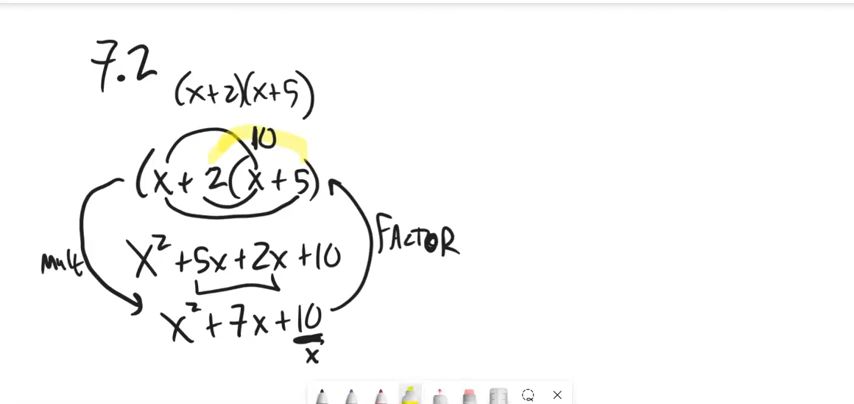 7.2
(x+2)(x+5)
10
(x+2(x+5)
x²+5x+2x+10
x²+7x+10
x
Mult
FACTOR